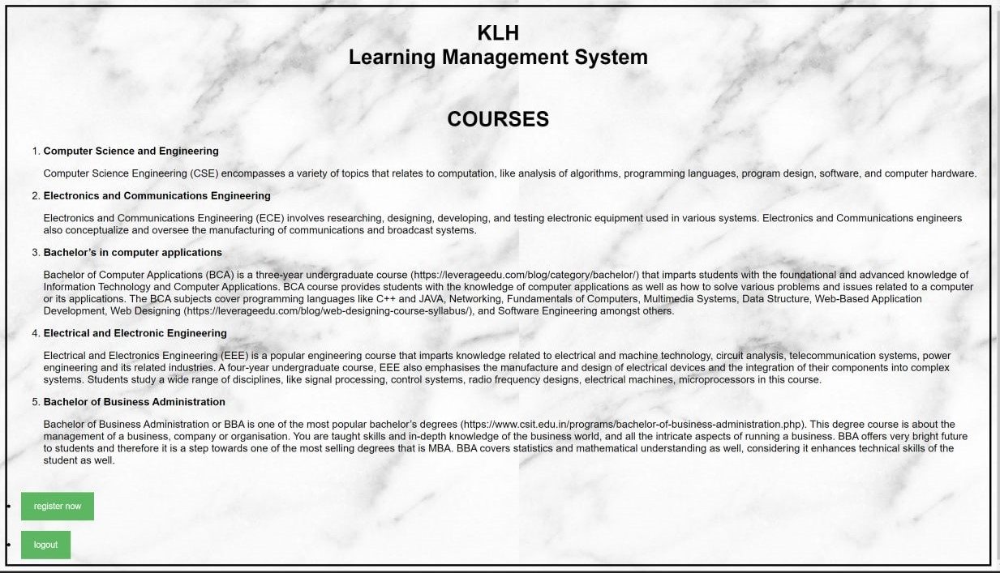 KLH
Learning Management System
COURSES
1. Computer Science and Engineering
Computer Science Engineering (CSE) encompasses a variety of topics that relates to computation, like analysis of algorithms, programming languages, program design, software, and computer hardware.
2. Electronics and Communications Engineering
Electronics and Communications Engineering (ECE) involves researching, designing, developing, and testing electronic equipment used in various systems. Electronics and Communications engineers
also conceptualize and oversee the manufacturing of communications and broadcast systems.
3. Bachelor’s in computer applications
Bachelor of Computer Applications (BCA) is a three-year undergraduate course (https://leverageedu.com/blog/category/bachelor/) that imparts students with the foundational and advanced knowledge of
Information Technology and Computer Applications. BCA course provides students with the knowledge of computer applications as well as how to solve various problems and issues related to a computer
or its applications. The BCA subjects cover programming languages like C++ and JAVA, Networking, Fundamentals of Computers, Multimedia Systems, Data Structure, Web-Based Application
Development, Web Designing (https://leverageedu.com/blog/web-designing-course-syllabus/), and Software Engineering amongst others.
4. Electrical and Electronic Engineering
Electrical and Electronics Engineering (EEE) is a popular engineering course that imparts knowledge related to electrical and machine technology, circuit analysis, telecommunication systems, power
engineering and its related industries. A four-year undergraduate course, EEE also emphasises the manufacture and design of electrical devices and the integration of their components into complex
systems. Students study a wide range of disciplines, like signal processing, control systems, radio frequency designs, electrical machines, microprocessors in this course.
5. Bachelor of Business Administration
Bachelor of Business Administration or BBA is one of the most popular bachelor’s degrees (https://www.csit.edu.in/programs/bachelor-of-business-administration.php). This degree course is about the
management of a business, company or organisation. You are taught skills and in-depth knowledge of the business world, and all the intricate aspects of running a business. BBA offers very bright future
to students and therefore it is a step towards one of the most selling degrees that is MBA. BBA covers statistics and mathematical understanding as well, considering it enhances technical skills of the
student as well.
register now
logout